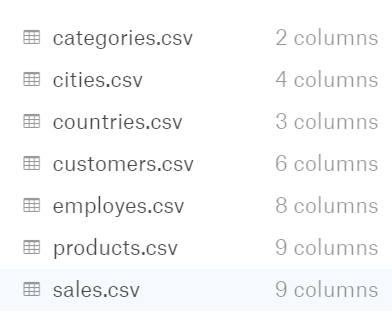 categories.csv 2 columns
cities.csv 4 columns
countries.csv 3 columns
customers.csv 6 columns
employes.csv 8 columns
products.csv 9 columns
sales.csv 9 columns